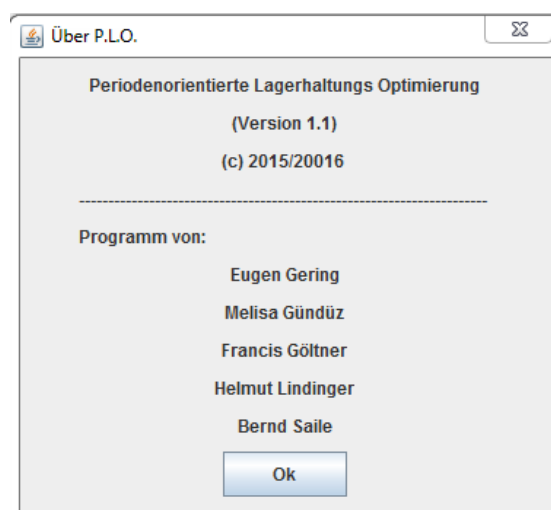 Über P.L.O.
Periodenorientierte Lagerhaltungs Optimierung
(Version 1.1)
(c) 2015/20016
----------------------------------------------------------------------
Programm von:
Eugen Gering
Melisa Gündüz
Francis Göltner
Helmut Lindinger
Bernd Saile
Ok